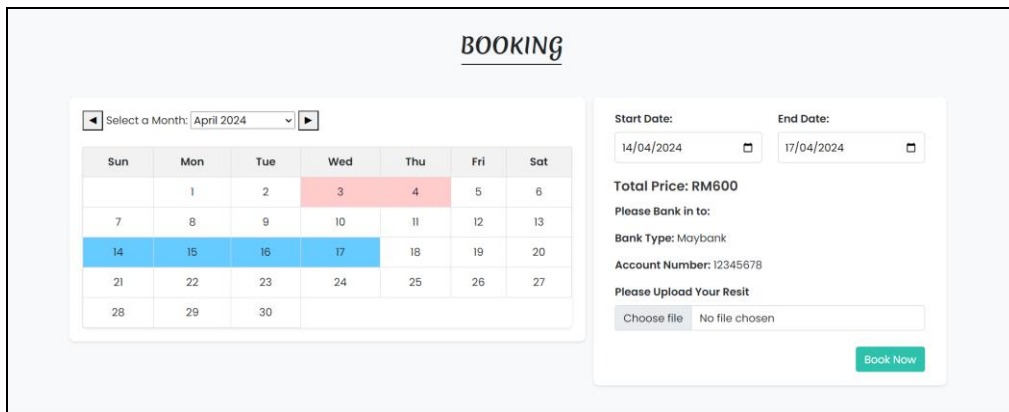 BOOKING
◄ Select a Month: April 2024 ►
Sun Mon Tue Wed Thu Fri Sat
1 2 3 4 5 6
7 8 9 10 11 12 13
14 15 16 17 18 19 20
21 22 23 24 25 26 27
28 29 30
Start Date: End Date:
14/04/2024 17/04/2024
Total Price: RM600
Please Bank in to:
Bank Type: Maybank
Account Number: 12345678
Please Upload Your Resit
Choose file No file chosen
Book Now